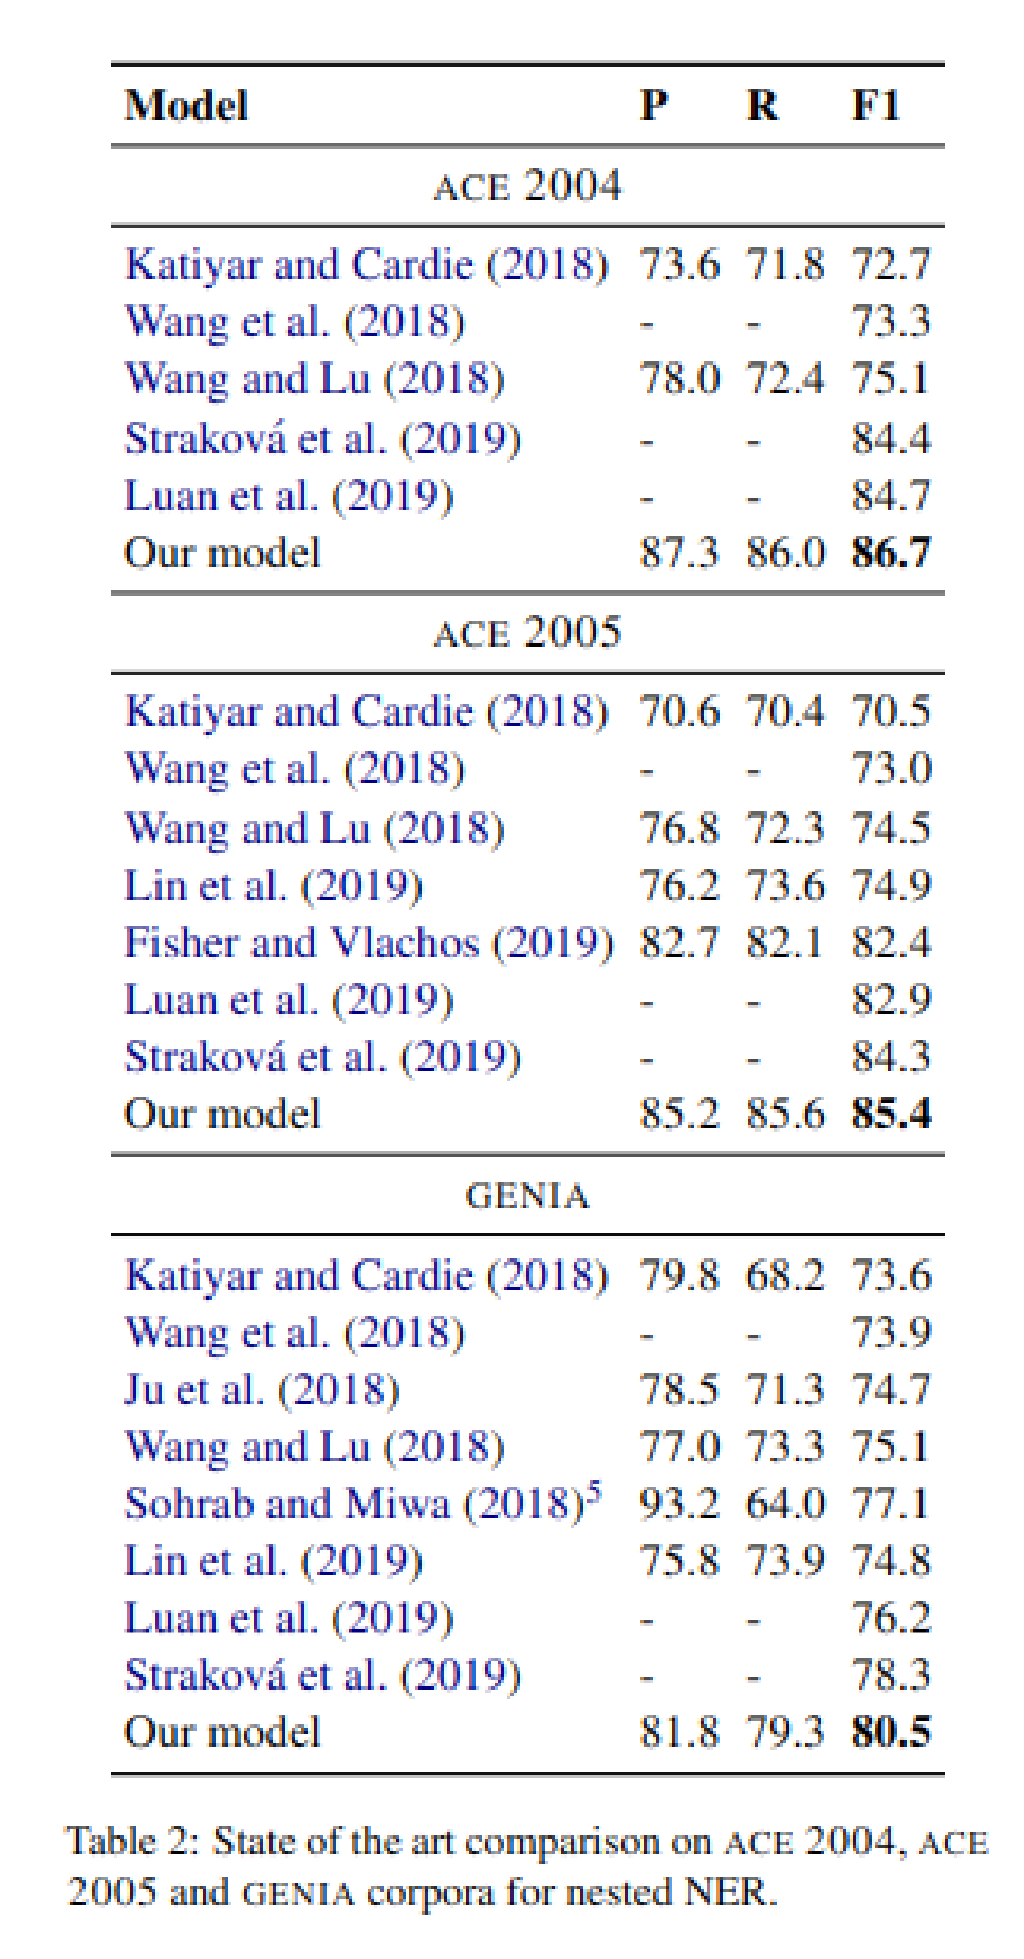 Model P R F1
ACE 2004
Katiyar and Cardie (2018) 73.6 71.8 72.7
Wang et al. (2018) - - 73.3
Wang and Lu (2018) 78.0 72.4 75.1
Straková et al. (2019) - - 84.4
Luan et al. (2019) - - 84.7
Our model 87.3 86.0 86.7
ACE 2005
Katiyar and Cardie (2018) 70.6 70.4 70.5
Wang et al. (2018) - - 73.0
Wang and Lu (2018) 76.8 72.3 74.5
Lin et al. (2019) 76.2 73.6 74.9
Fisher and Vlachos (2019) 82.7 82.1 82.4
Luan et al. (2019) - - 82.9
Straková et al. (2019) - - 84.3
Our model 85.2 85.6 85.4
GENIA
Katiyar and Cardie (2018) 79.8 68.2 73.6
Wang et al. (2018) - - 73.9
Ju et al. (2018) 78.5 71.3 74.7
Wang and Lu (2018) 77.0 73.3 75.1
Sohrab and Miwa (2018)⁵ 93.2 64.0 77.1
Lin et al. (2019) 75.8 73.9 74.8
Luan et al. (2019) - - 76.2
Straková et al. (2019) - - 78.3
Our model 81.8 79.3 80.5
Table 2: State of the art comparison on ACE 2004, ACE
2005 and GENIA corpora for nested NER.